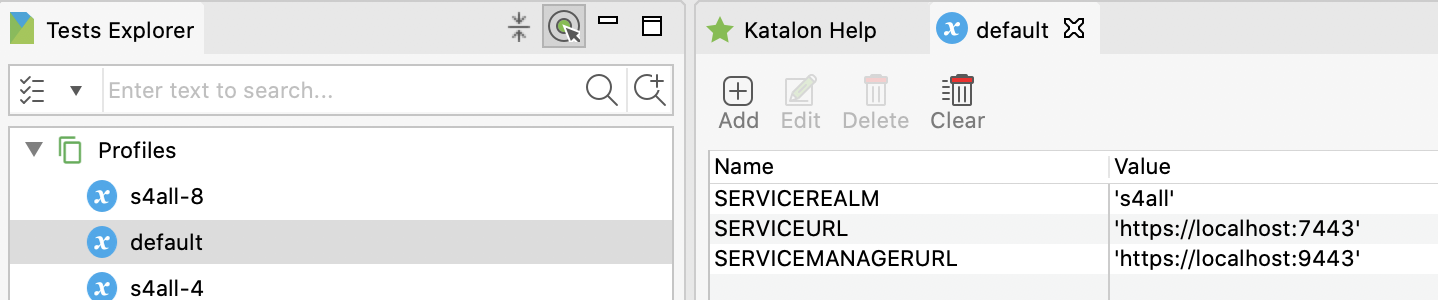 Tests Explorer
Enter text to search...
Profiles
s4all-8
default
s4all-4
Katalon Help
default
Add Edit Delete Clear
Name Value
SERVICEREALM 's4all'
SERVICEURL 'https://localhost:7443'
SERVICEMANAGERURL 'https://localhost:9443'